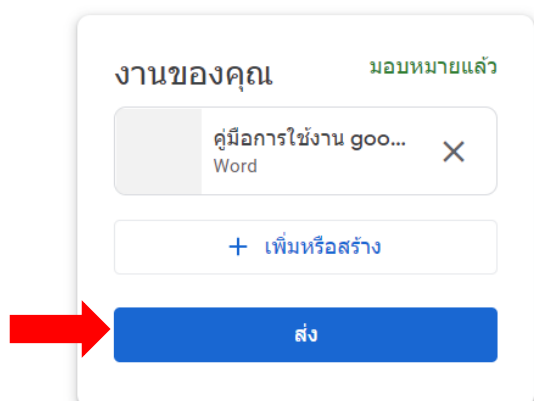 งานของคุณ
มอบหมายแล้ว
คู่มือการใช้งาน goo...
Word
+ เพิ่มหรือสร้าง
ส่ง